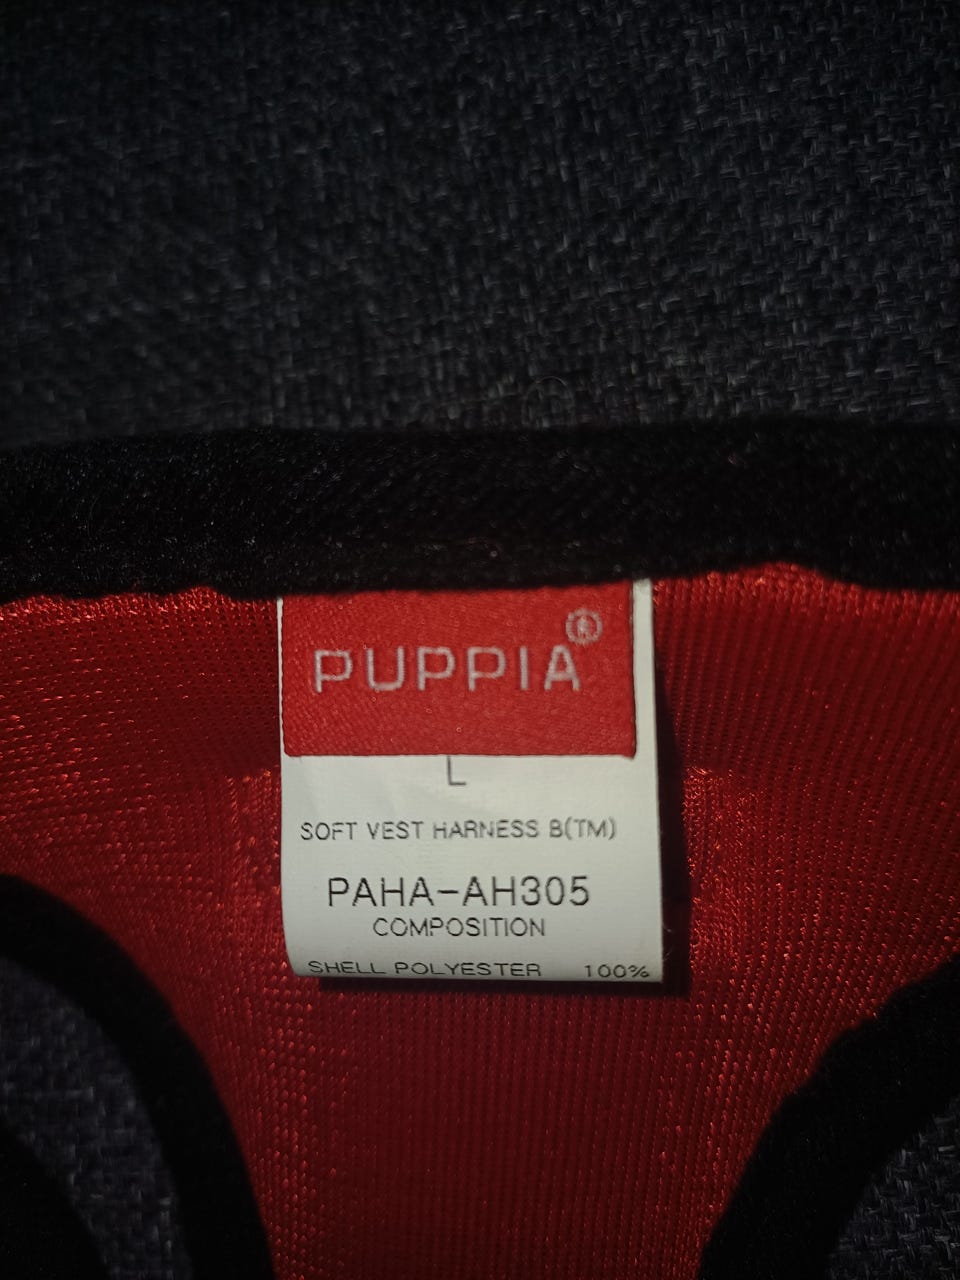 PUPPIA®
L
SOFT VEST HARNESS B(TM)
PAHA-AH305
COMPOSITION
SHELL POLYESTER 100%